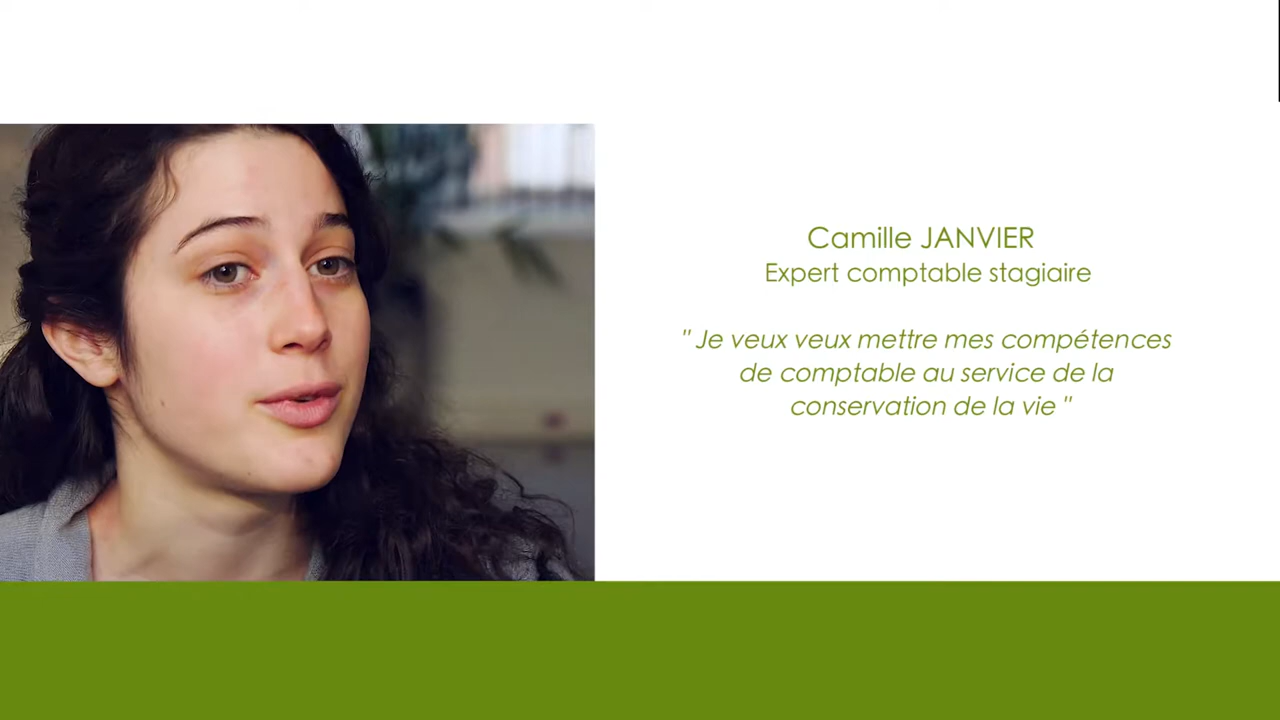 Camille JANVIER
Expert comptable stagiaire
" Je veux veux mettre mes compétences
de comptable au service de la
conservation de la vie "